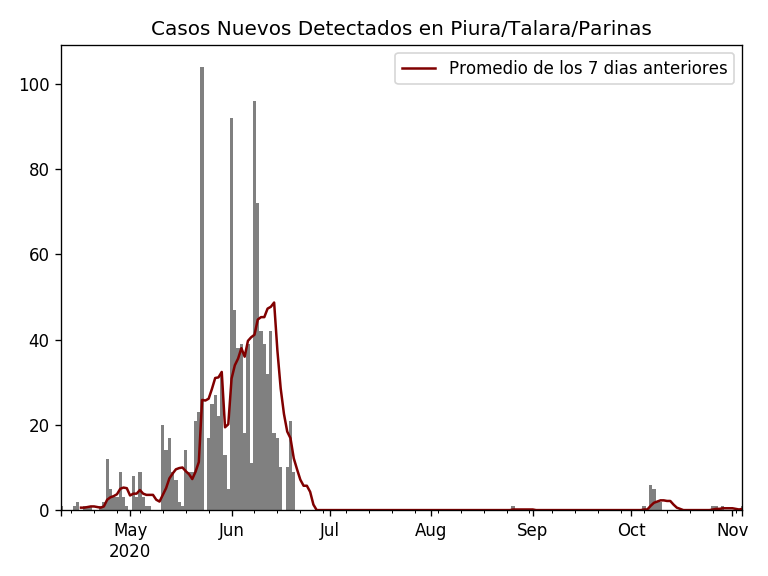 Casos Nuevos Detectados en Piura/Talara/Parinas
Promedio de los 7 dias anteriores
100
80
60
40
20
0
May Jun Jul Aug Sep Oct Nov
2020